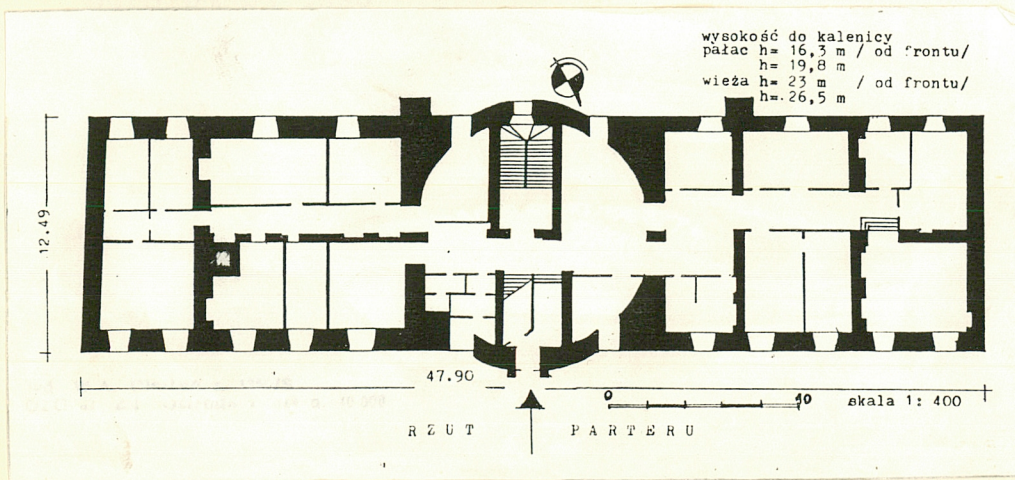 wysokość do kalenicy
pałac h= 16,3 m / od frontu/
h= 19,8 m
wieża h= 23 m / od frontu/
h= 26,5 m
12.49
47.90
0 10 skala 1: 400
RZUT PARTERU